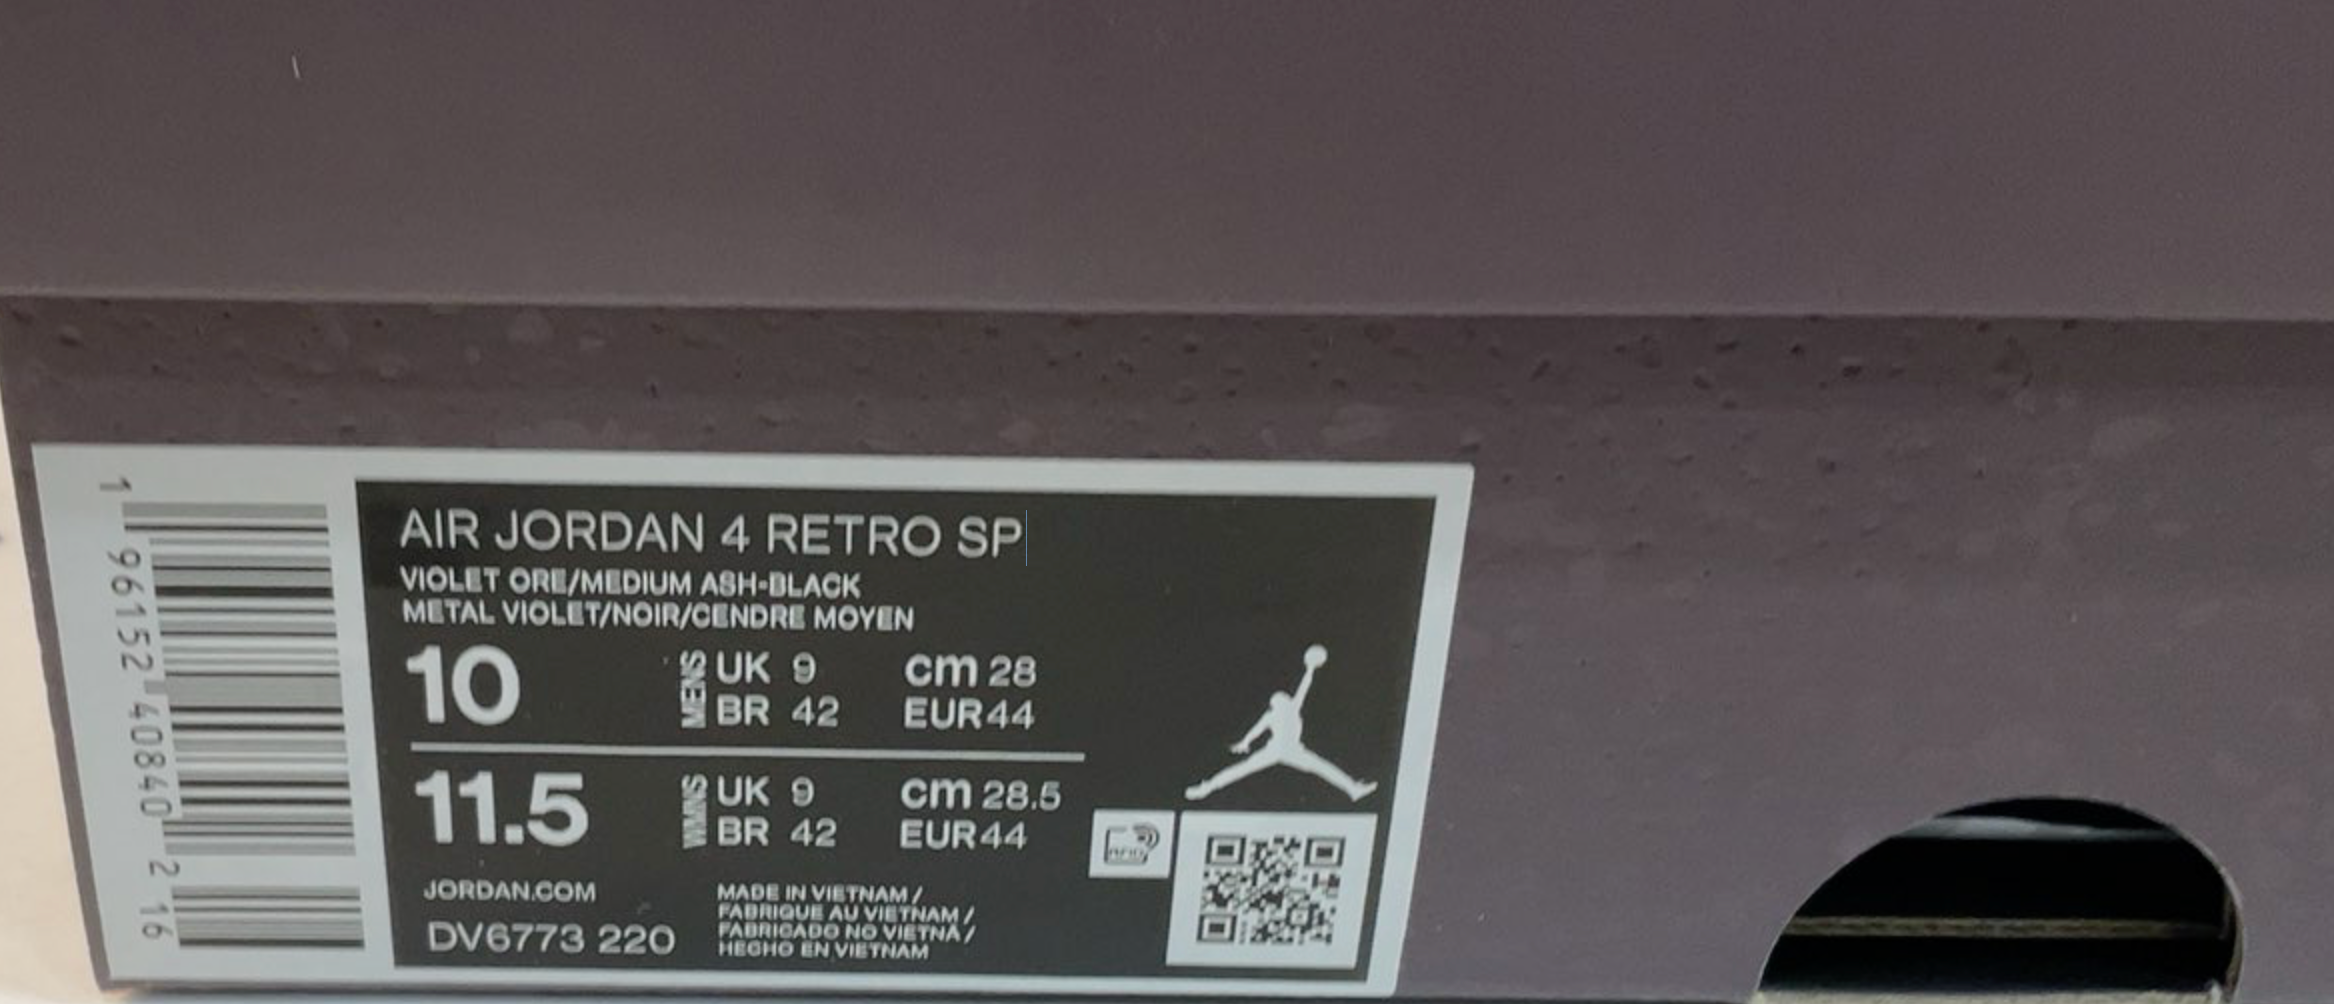 AIR JORDAN 4 RETRO SP
VIOLET ORE/MEDIUM ASH-BLACK
METAL VIOLET/NOIR/CENDRE MOYEN
10 MENS UK 9 cm 28
BR 42 EUR 44
11.5 WMNS UK 9 cm 28.5
BR 42 EUR 44
JORDAN.COM
DV6773 220
MADE IN VIETNAM /
FABRIQUE AU VIETNAM /
FABRICADO NO VIETNÃ /
HECHO EN VIETNAM
RFID
1 96152 40840 2 16